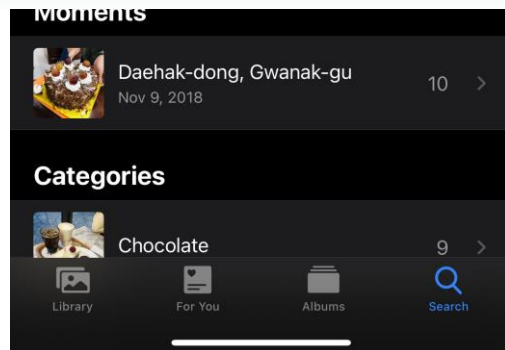 Moments
Daehak-dong, Gwanak-gu
10
Nov 9, 2018
Categories
Chocolate
9
Library
For You
Albums
Search